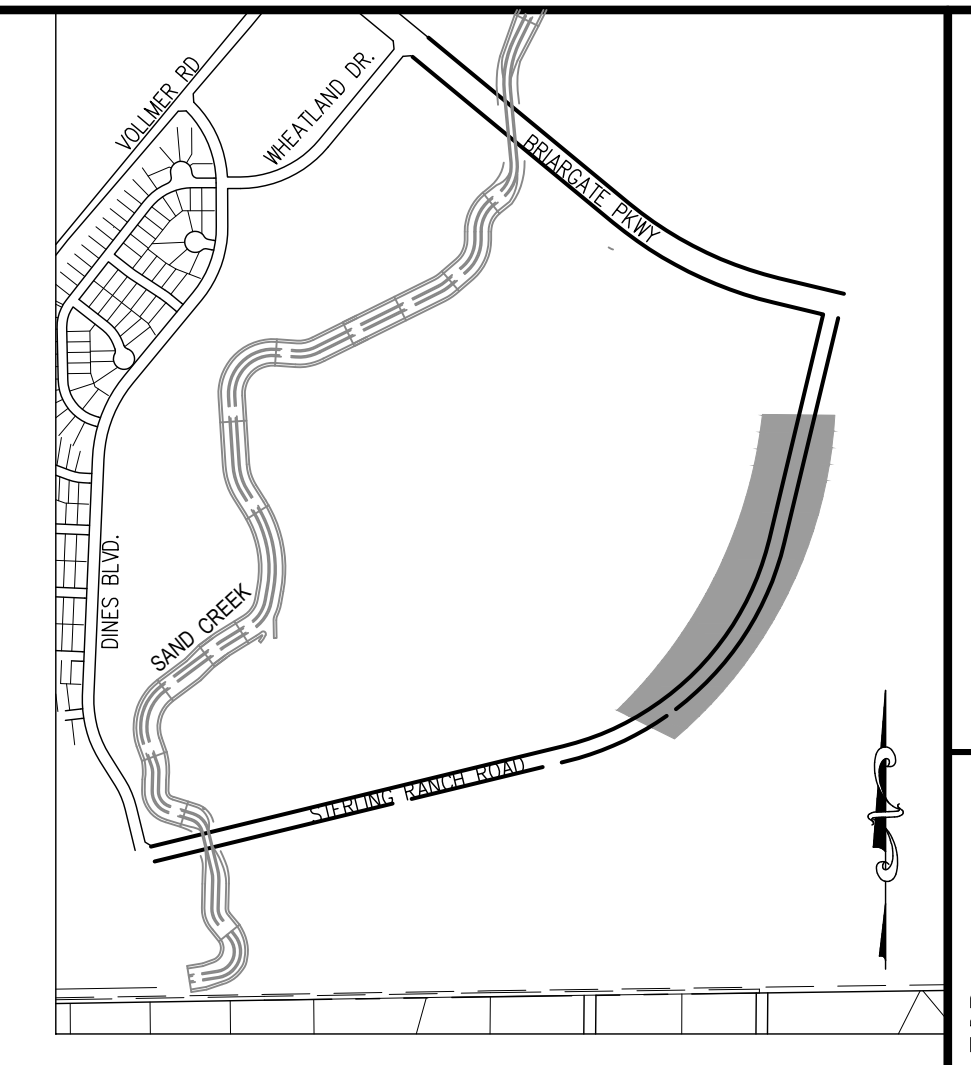 VOLLMER RD
WHEATLAND DR.
BRIARGATE PKWY
DINES BLVD.
SAND CREEK
STERLING RANCH ROAD